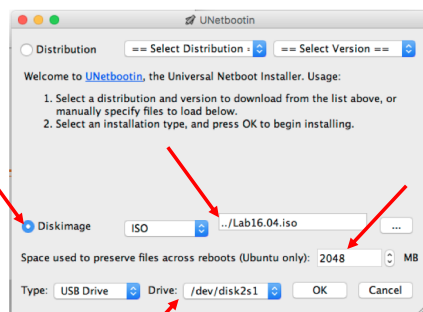 UNetbootin
Distribution == Select Distribution = == Select Version ==
Welcome to UNetbootin, the Universal Netboot Installer. Usage:
1. Select a distribution and version to download from the list above, or
manually specify files to load below.
2. Select an installation type, and press OK to begin installing.
Diskimage ISO ../Lab16.04.iso ...
Space used to preserve files across reboots (Ubuntu only): 2048 MB
Type: USB Drive Drive: /dev/disk2s1 OK Cancel